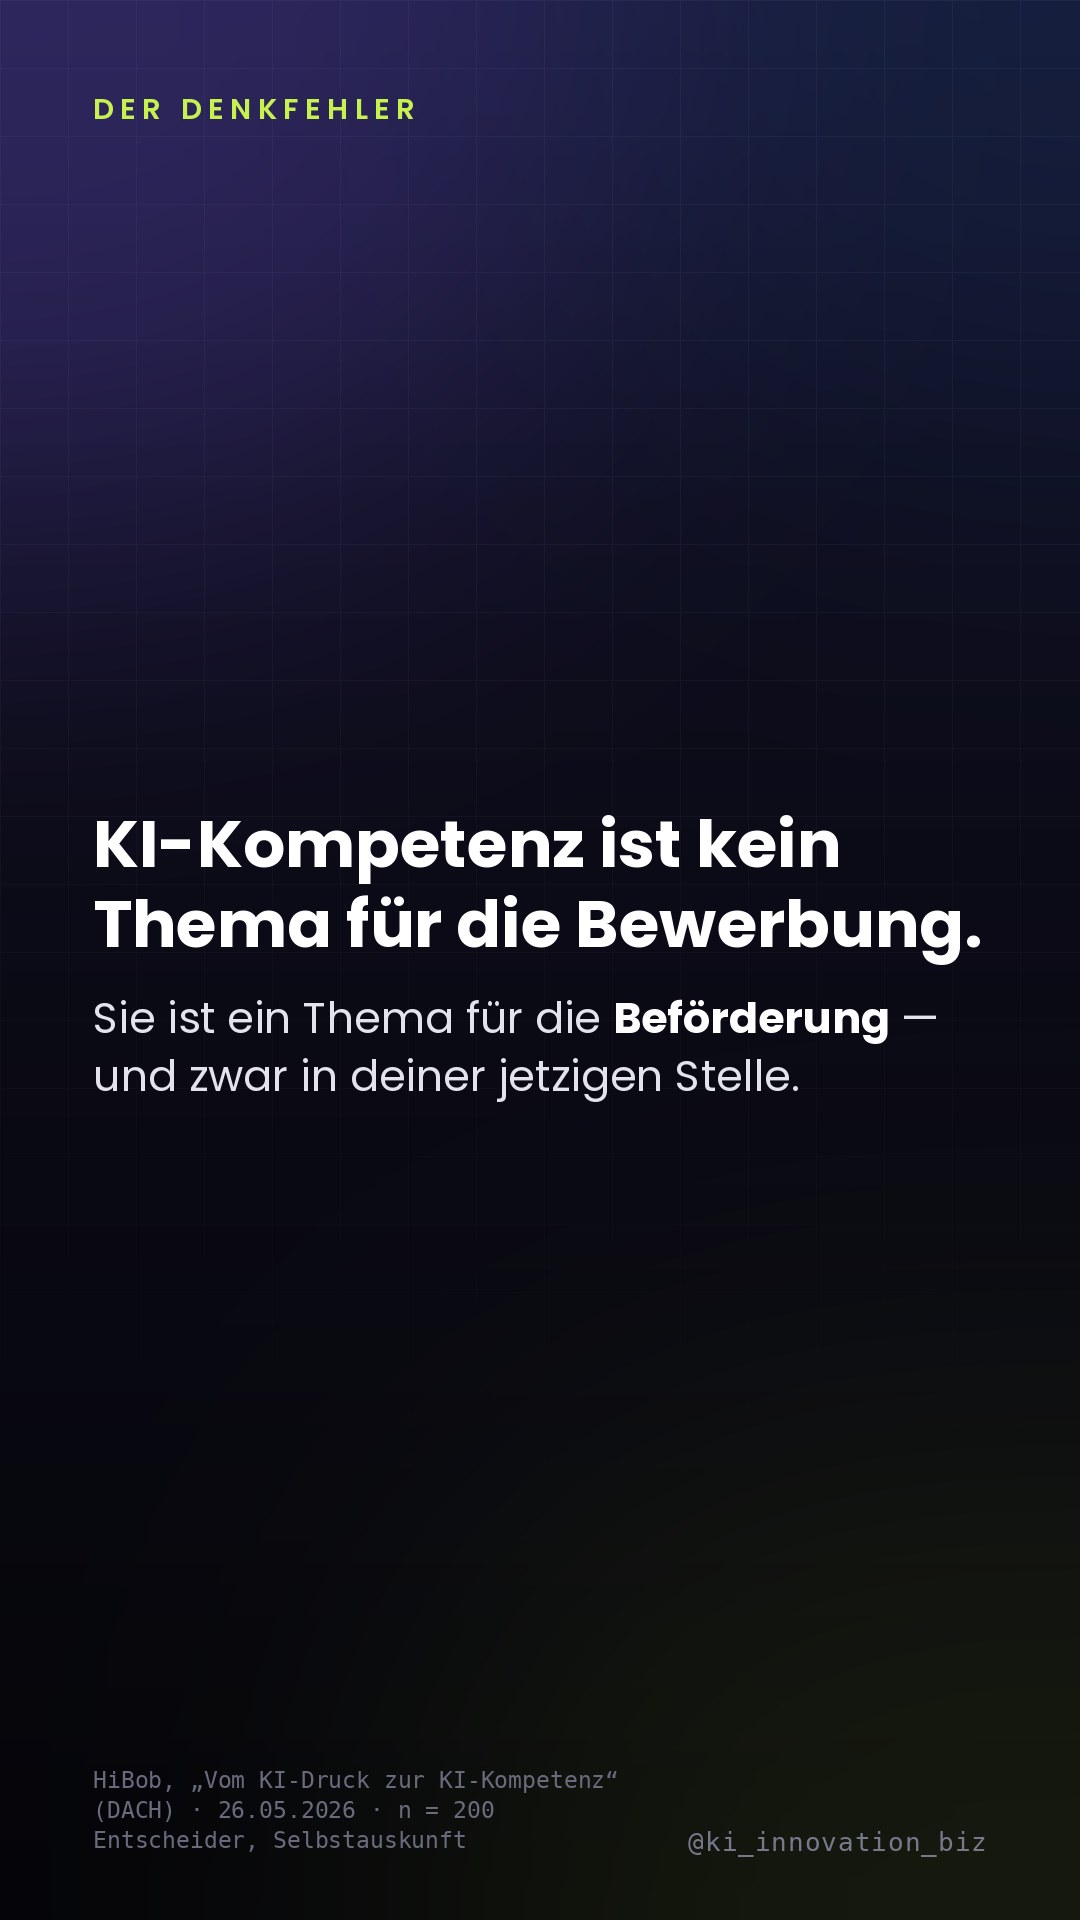 DER DENKFEHLER
KI-Kompetenz ist kein
Thema für die Bewerbung.
Sie ist ein Thema für die Beförderung —
und zwar in deiner jetzigen Stelle.
HiBob, „Vom KI-Druck zur KI-Kompetenz“
(DACH) · 26.05.2026 · n = 200
Entscheider, Selbstauskunft
@ki_innovation_biz